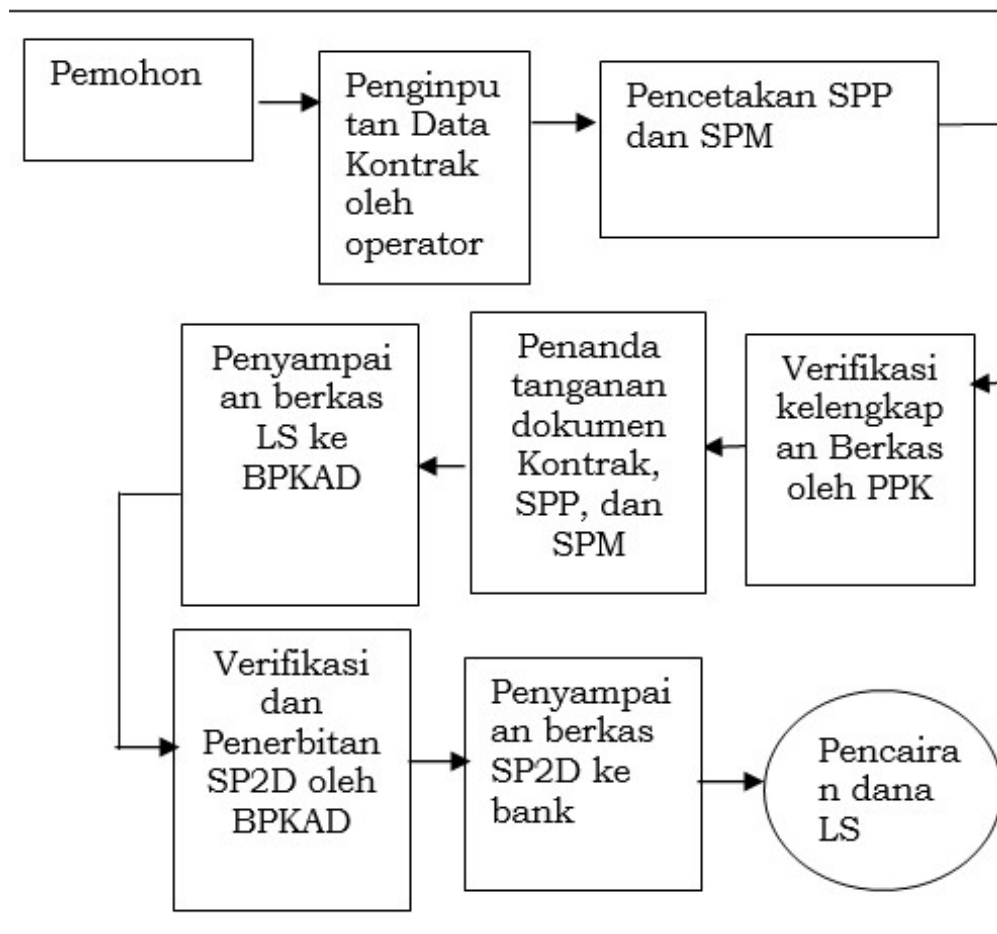 Pemohon
Penginpu
tan Data
Kontrak
oleh
operator
Pencetakan SPP
dan SPM
Verifikasi
kelengkap
an Berkas
oleh PPK
Penanda
tanganan
dokumen
Kontrak,
SPP, dan
SPM
Penyampai
an berkas
LS ke
BPKAD
Verifikasi
dan
Penerbitan
SP2D oleh
BPKAD
Penyampai
an berkas
SP2D ke
bank
Pencaira
n dana
LS